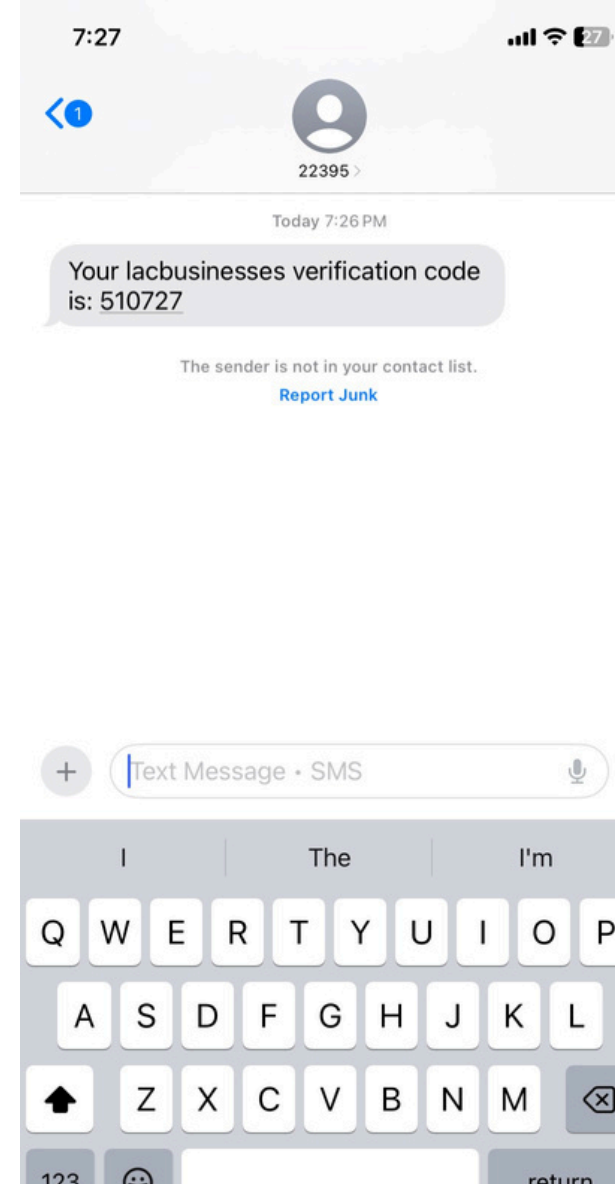 7:27
27
1
22395
Today 7:26 PM
Your lacbusinesses verification code
is: 510727
The sender is not in your contact list.
Report Junk
Text Message • SMS
I The I'm
Q W E R T Y U I O P
A S D F G H J K L
Z X C V B N M
123 return